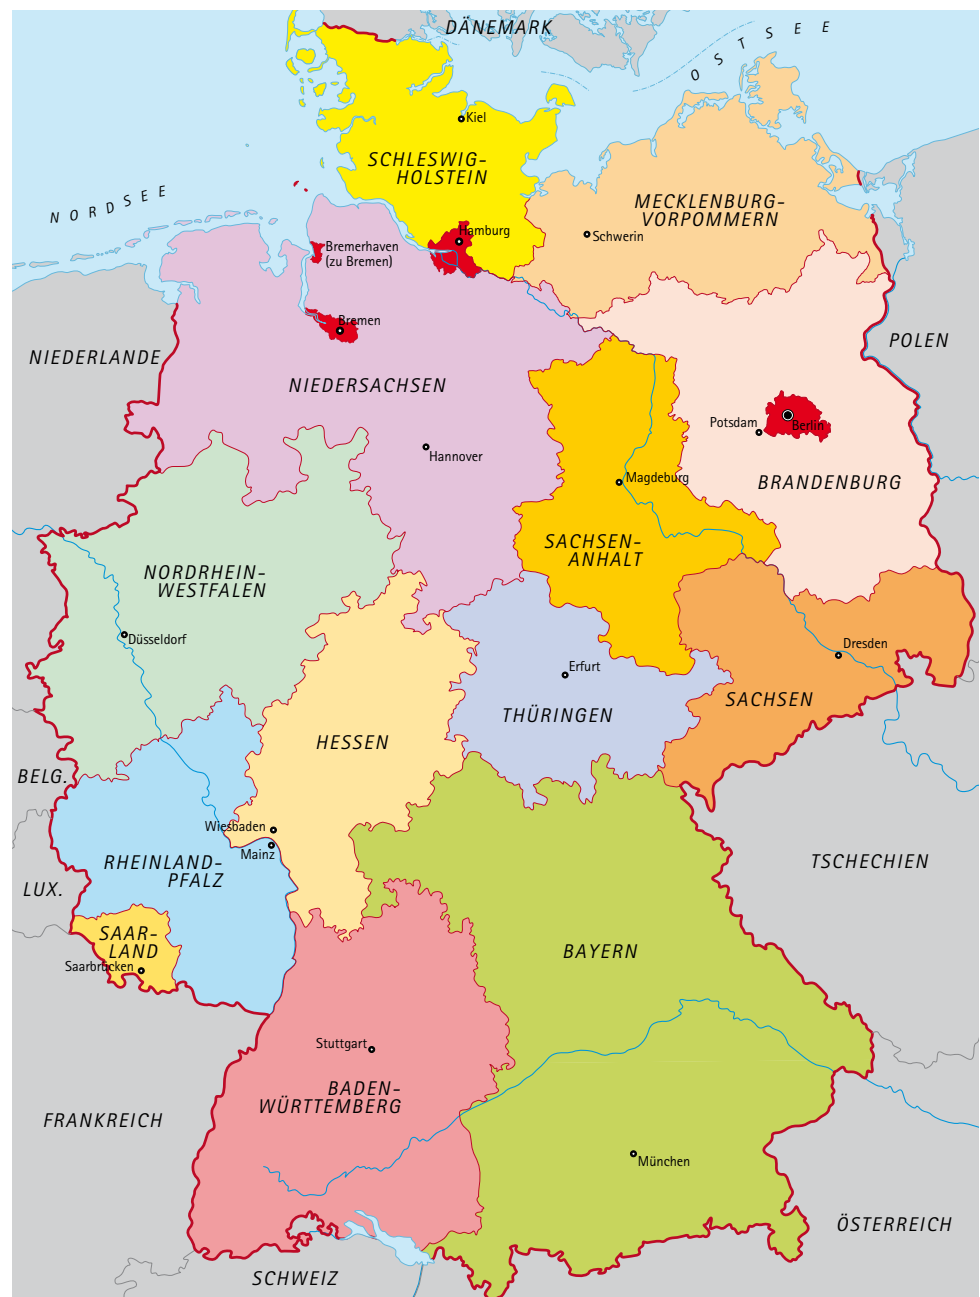 DÄNEMARK
OSTSEE
Kiel
SCHLESWIG-
HOLSTEIN
NORDSEE
MECKLENBURG-
VORPOMMERN
Hamburg
Schwerin
Bremerhaven
(zu Bremen)
Bremen
POLEN
NIEDERLANDE
NIEDERSACHSEN
Potsdam
Berlin
Hannover
Magdeburg
BRANDENBURG
SACHSEN-
ANHALT
NORDRHEIN-
WESTFALEN
Düsseldorf
Dresden
Erfurt
SACHSEN
THÜRINGEN
HESSEN
BELG.
Wiesbaden
Mainz
RHEINLAND-
PFALZ
TSCHECHIEN
LUX.
SAAR-
LAND
BAYERN
Saarbrücken
Stuttgart
BADEN-
WÜRTTEMBERG
FRANKREICH
München
ÖSTERREICH
SCHWEIZ